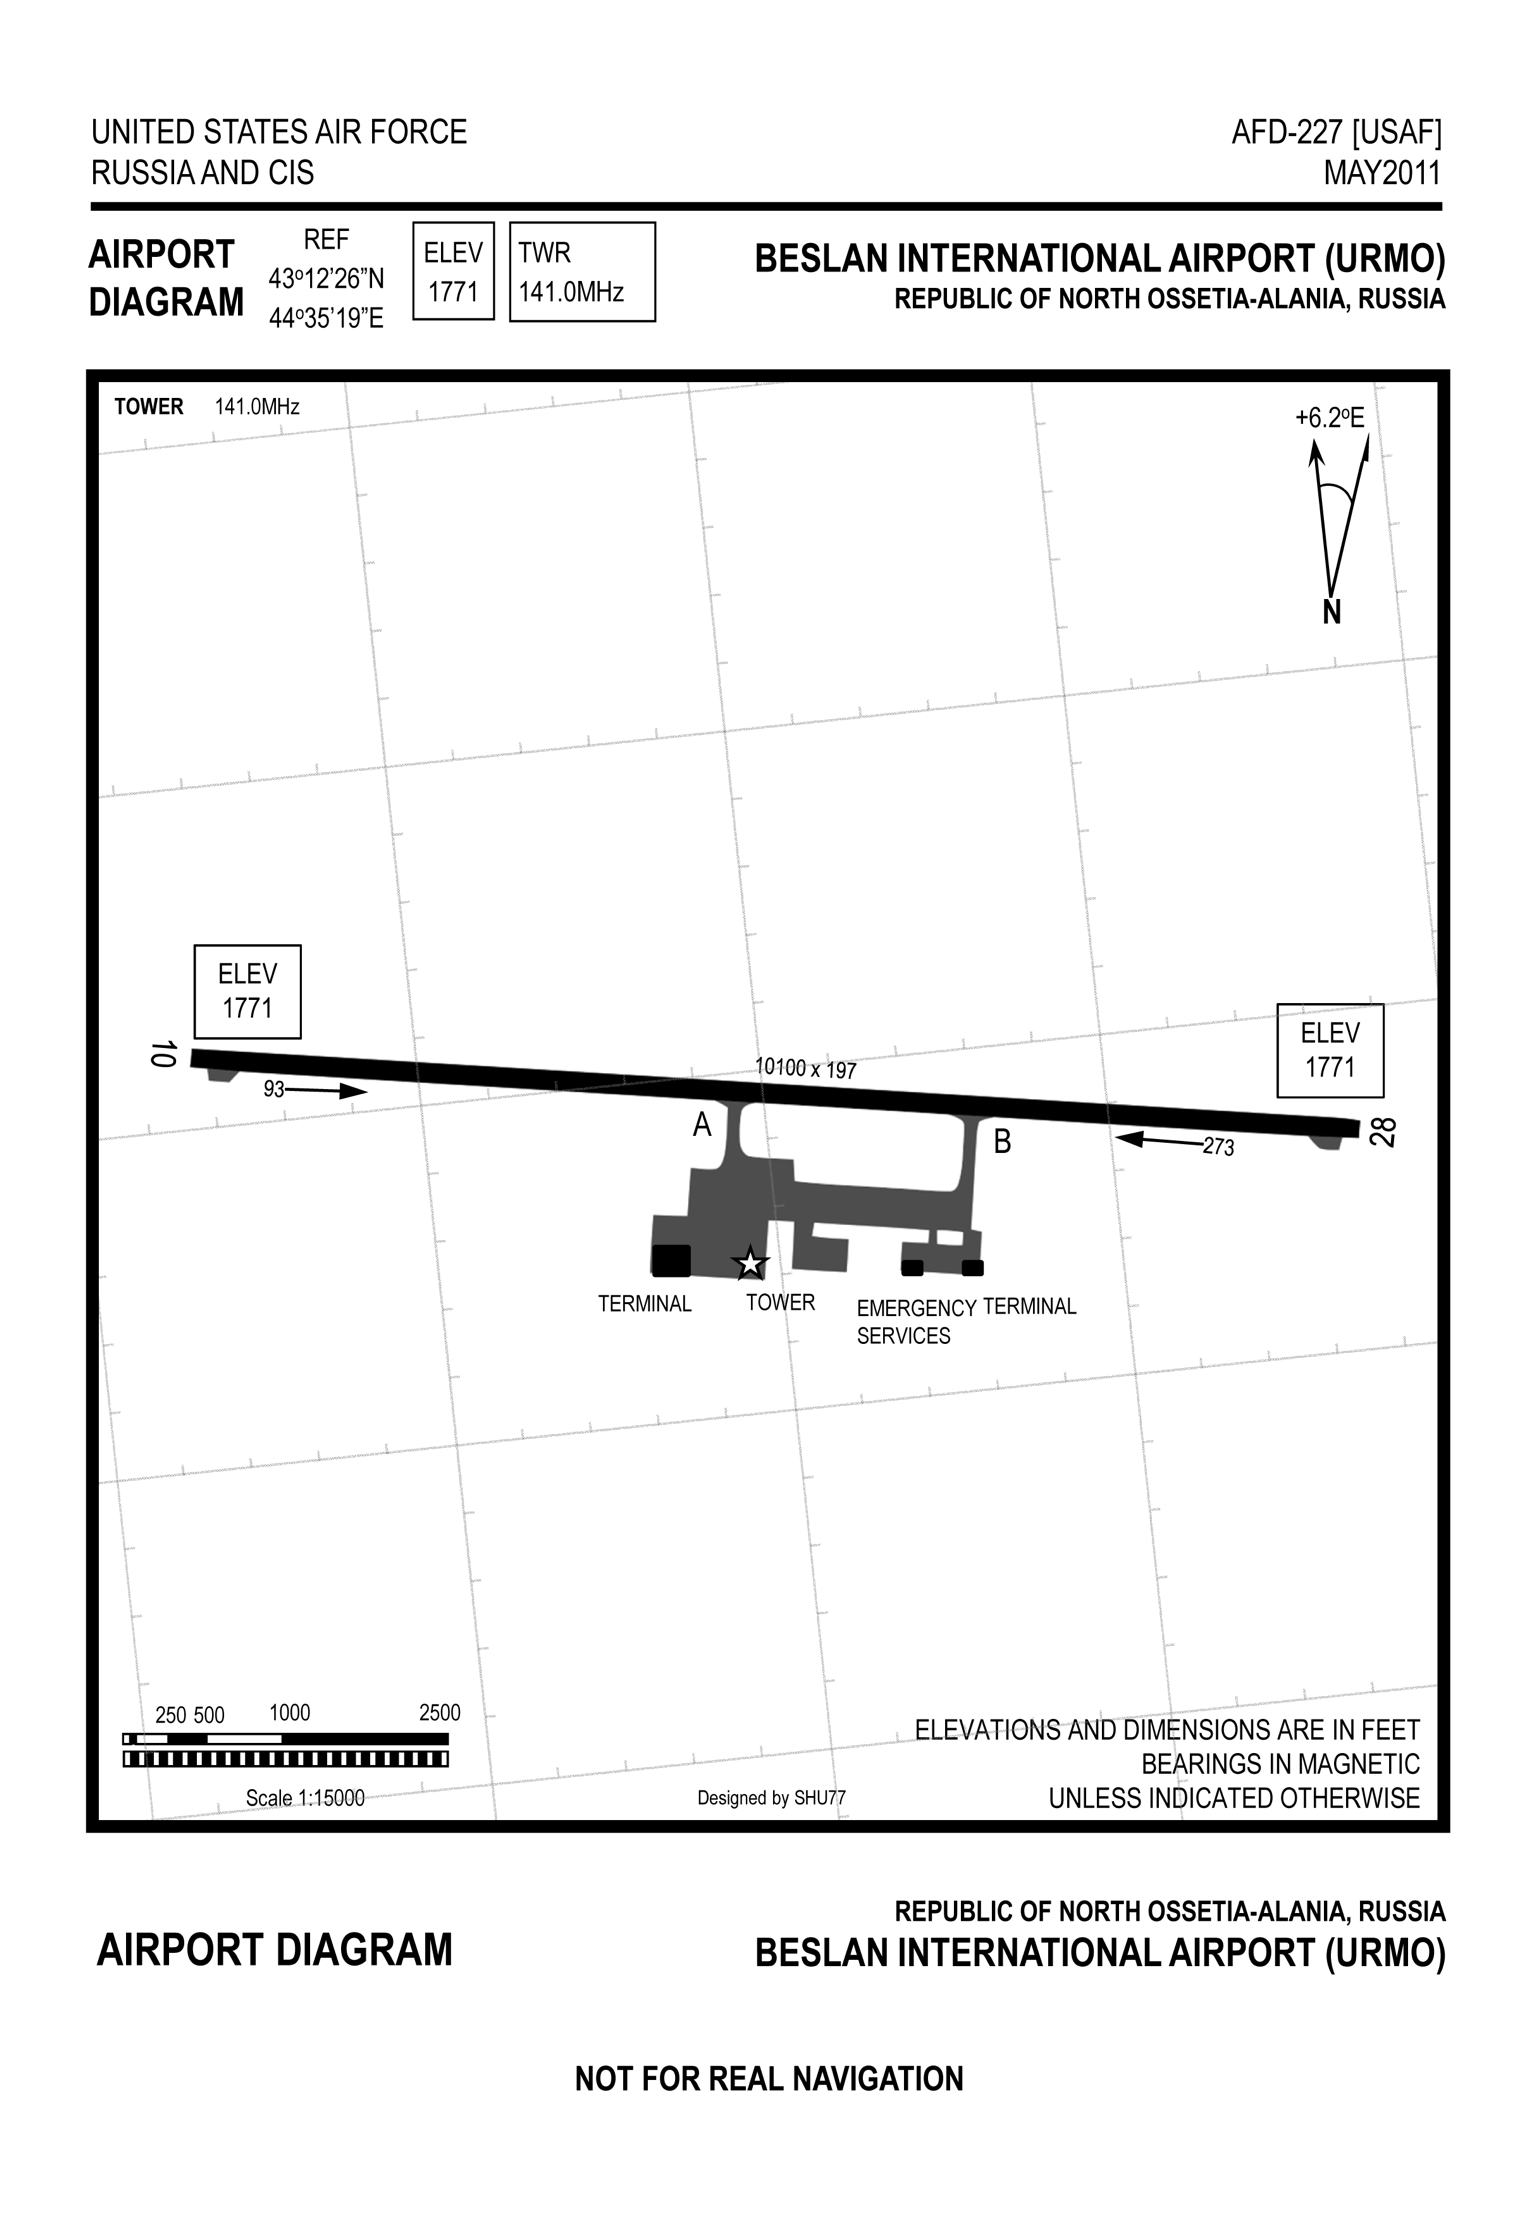 UNITED STATES AIR FORCE
RUSSIA AND CIS
AFD-227 [USAF]
MAY2011
AIRPORT
DIAGRAM
REF
43º12’26”N
44º35’19”E
ELEV
1771
TWR
141.0MHz
BESLAN INTERNATIONAL AIRPORT (URMO)
REPUBLIC OF NORTH OSSETIA-ALANIA, RUSSIA
TOWER 141.0MHz
+6.2ºE
N
ELEV
1771
ELEV
1771
10
93
10100 x 197
A
B
273
28
TERMINAL
TOWER
EMERGENCY
SERVICES
TERMINAL
250 500 1000 2500
Scale 1:15000
Designed by SHU77
ELEVATIONS AND DIMENSIONS ARE IN FEET
BEARINGS IN MAGNETIC
UNLESS INDICATED OTHERWISE
AIRPORT DIAGRAM
REPUBLIC OF NORTH OSSETIA-ALANIA, RUSSIA
BESLAN INTERNATIONAL AIRPORT (URMO)
NOT FOR REAL NAVIGATION